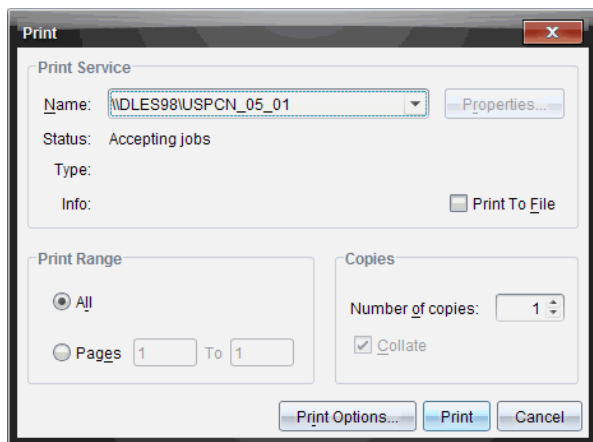 Print
Print Service
Name: \\DLES98\USPCN_05_01 Properties...
Status: Accepting jobs
Type:
Info: Print To File
Print Range
All
Pages 1 To 1
Copies
Number of copies: 1
Collate
Print Options... Print Cancel